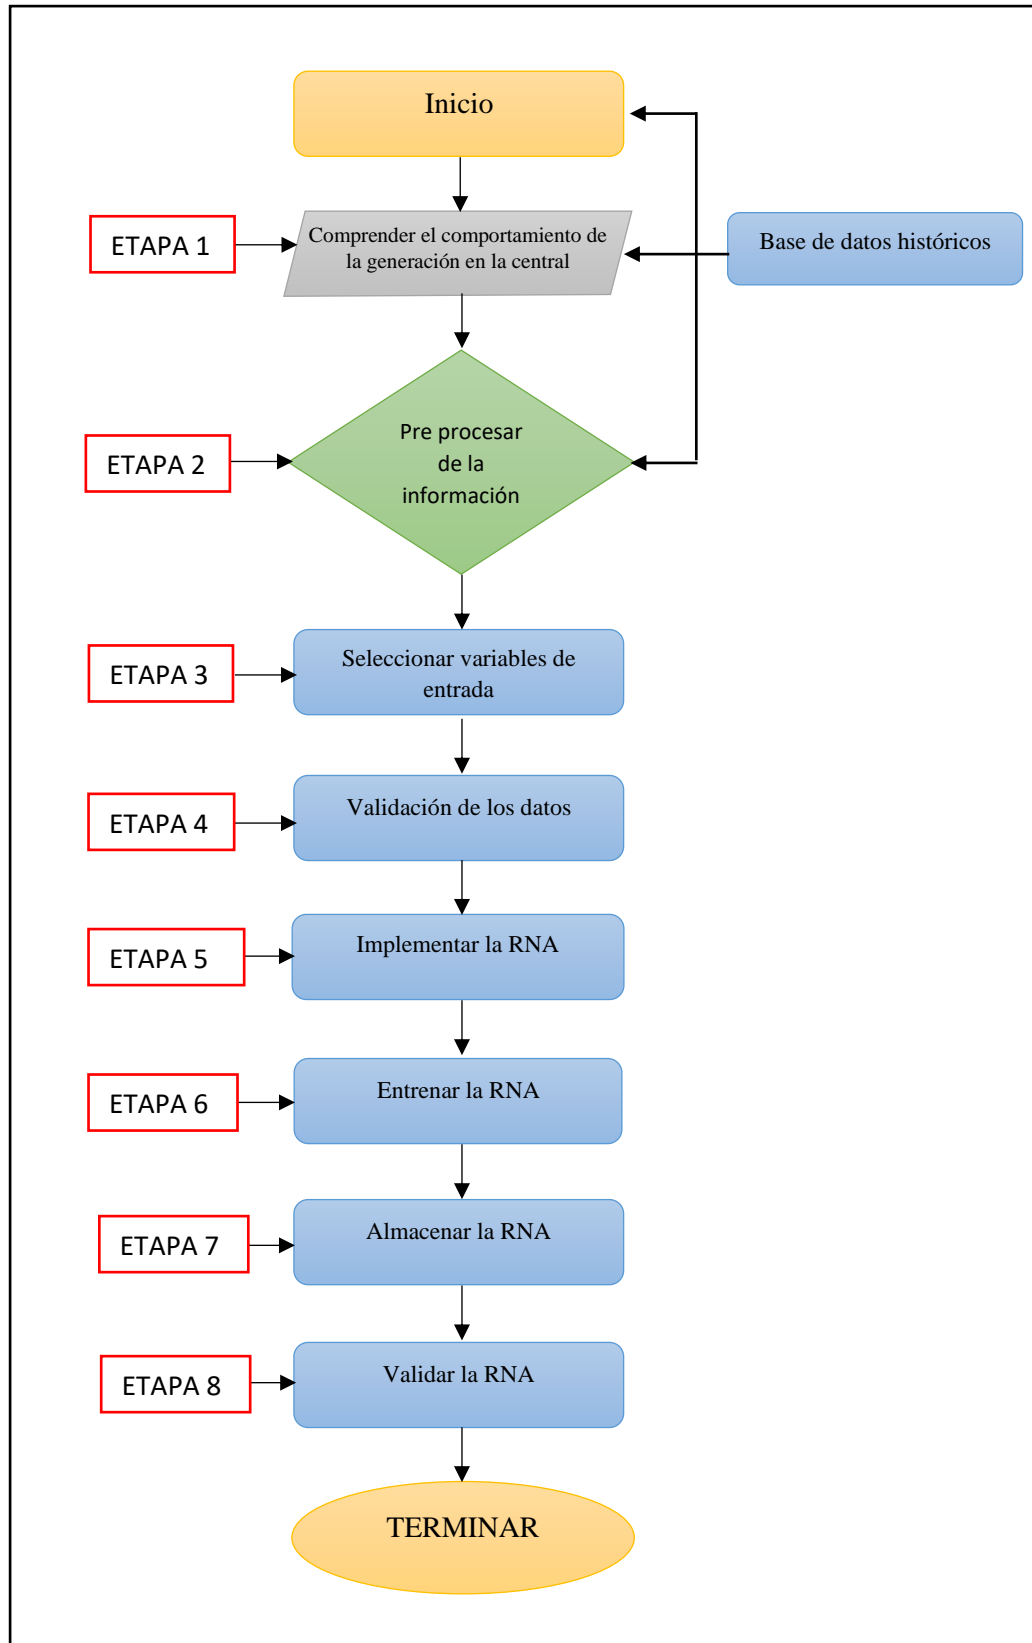 Inicio
ETAPA 1
Comprender el comportamiento de
la generación en la central
Base de datos históricos
ETAPA 2
Pre procesar
de la
información
ETAPA 3
Seleccionar variables de
entrada
ETAPA 4
Validación de los datos
ETAPA 5
Implementar la RNA
ETAPA 6
Entrenar la RNA
ETAPA 7
Almacenar la RNA
ETAPA 8
Validar la RNA
TERMINAR